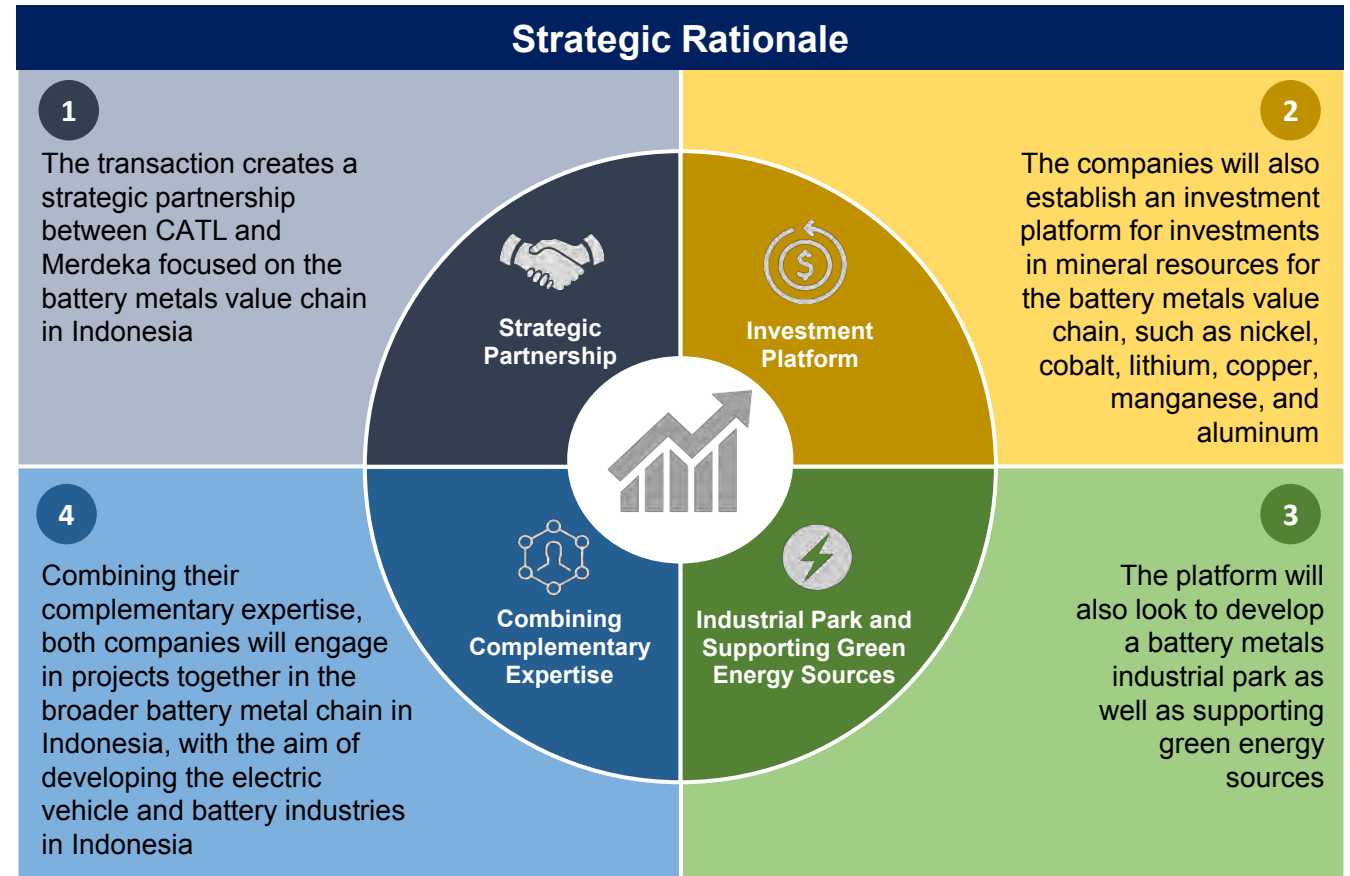 Strategic Rationale
1
The transaction creates a
strategic partnership
between CATL and
Merdeka focused on the
battery metals value chain
in Indonesia
Strategic
Partnership
2
The companies will also
establish an investment
platform for investments
in mineral resources for
the battery metals value
chain, such as nickel,
cobalt, lithium, copper,
manganese, and
aluminum
$
Investment
Platform
3
The platform will
also look to develop
a battery metals
industrial park as
well as supporting
green energy
sources
Industrial Park and
Supporting Green
Energy Sources
4
Combining their
complementary expertise,
both companies will engage
in projects together in the
broader battery metal chain in
Indonesia, with the aim of
developing the electric
vehicle and battery industries
in Indonesia
Combining
Complementary
Expertise